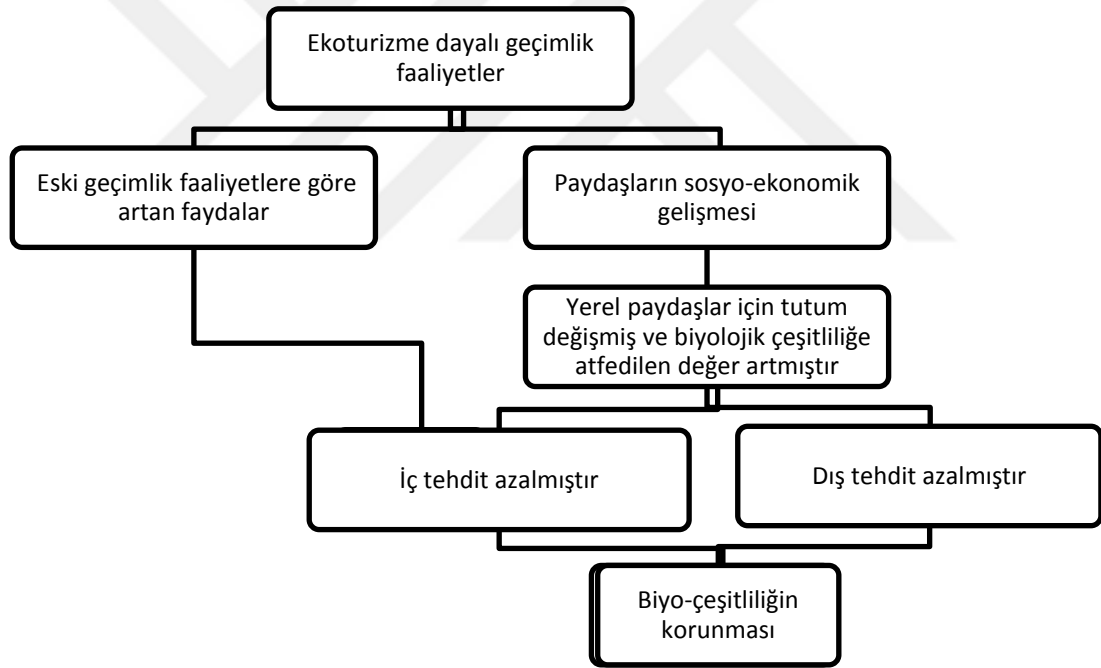 Ekoturizme dayalı geçimlik
faaliyetler
Eski geçimlik faaliyetlere göre
artan faydalar
Paydaşların sosyo-ekonomik
gelişmesi
Yerel paydaşlar için tutum
değişmiş ve biyolojik çeşitliliğe
atfedilen değer artmıştır
İç tehdit azalmıştır
Dış tehdit azalmıştır
Biyo-çeşitliliğin
korunması